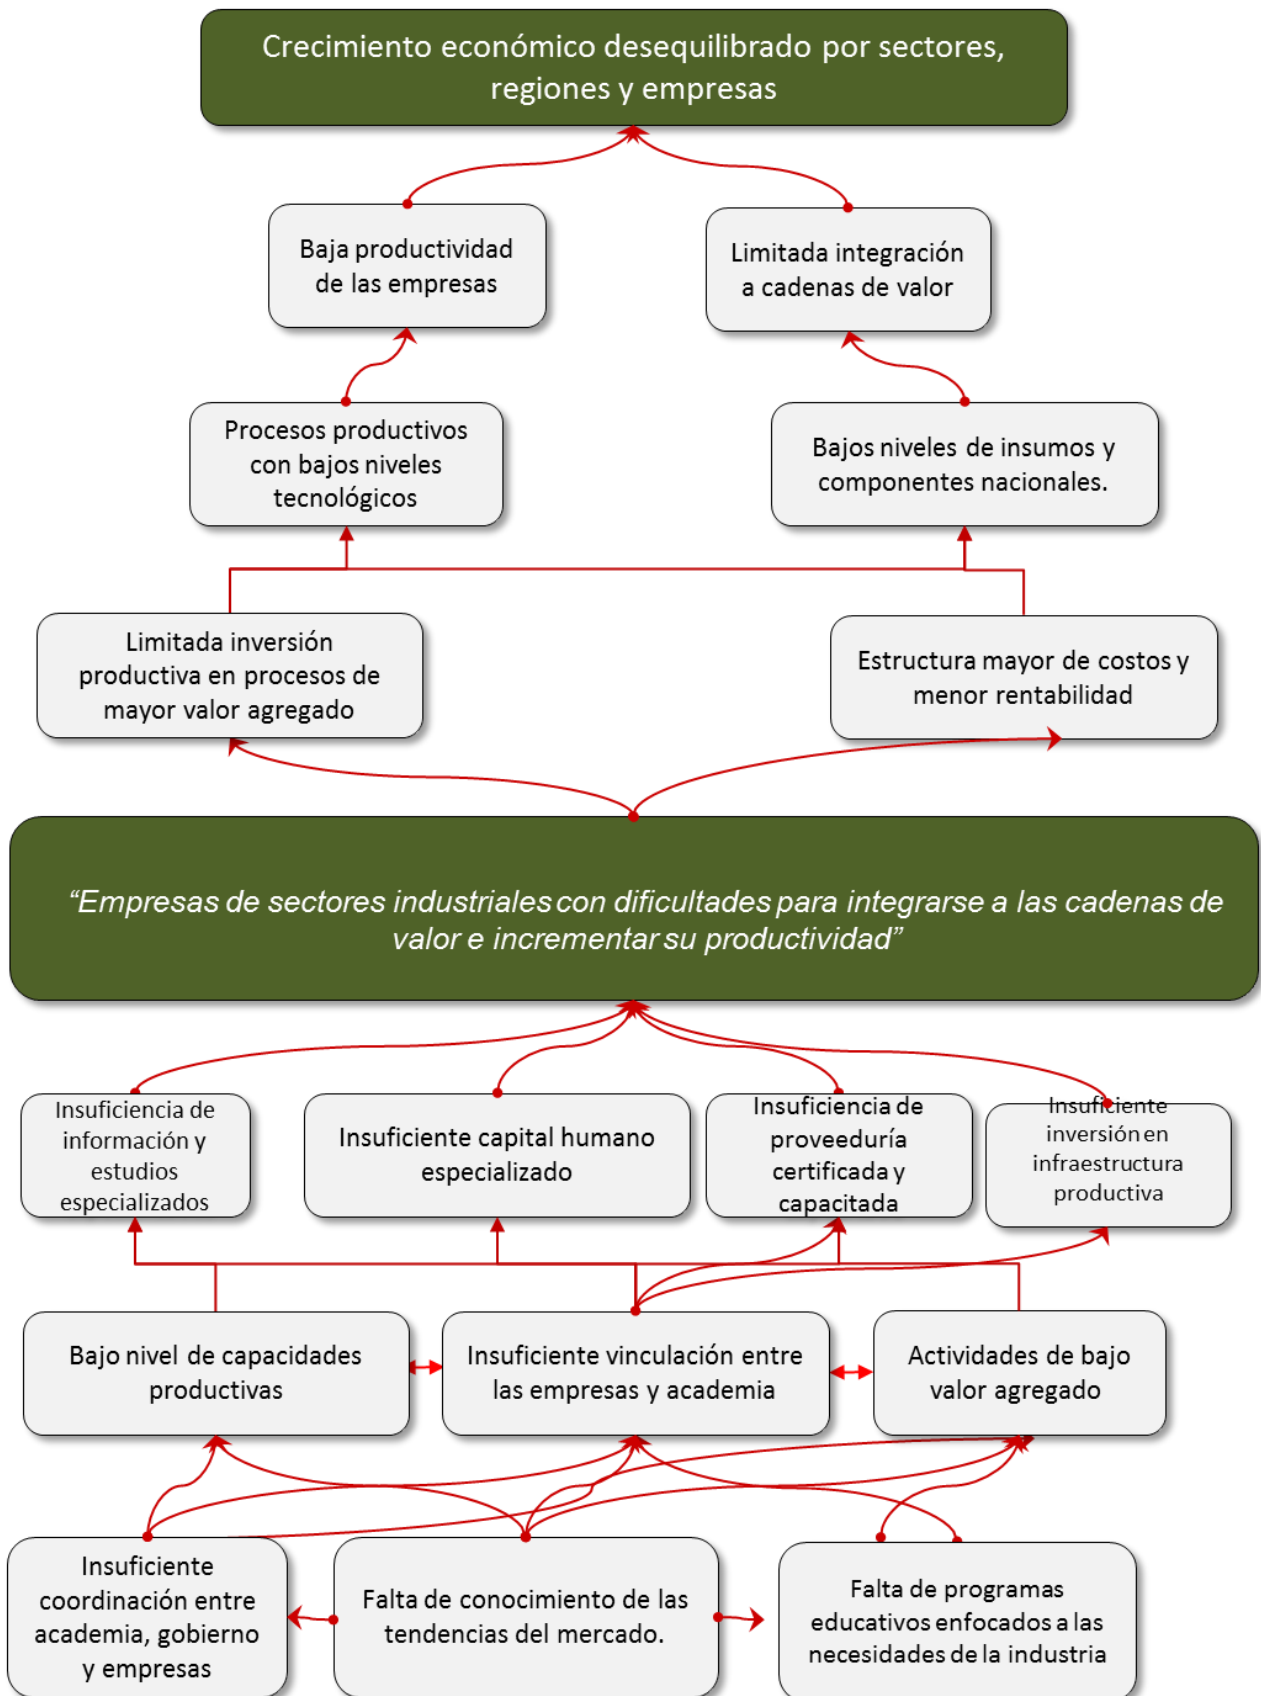 Crecimiento económico desequilibrado por sectores,
regiones y empresas
Baja productividad
de las empresas
Limitada integración
a cadenas de valor
Procesos productivos
con bajos niveles
tecnológicos
Bajos niveles de insumos y
componentes nacionales.
Limitada inversión
productiva en procesos de
mayor valor agregado
Estructura mayor de costos y
menor rentabilidad
“Empresas de sectores industriales con dificultades para integrarse a las cadenas de
valor e incrementar su productividad”
Insuficiencia de
información y
estudios
especializados
Insuficiente capital humano
especializado
Insuficiencia de
proveeduría
certificada y
capacitada
Insuficiente
inversión en
infraestructura
productiva
Bajo nivel de capacidades
productivas
Insuficiente vinculación entre
las empresas y academia
Actividades de bajo
valor agregado
Insuficiente
coordinación entre
academia, gobierno
y empresas
Falta de conocimiento de las
tendencias del mercado.
Falta de programas
educativos enfocados a las
necesidades de la industria